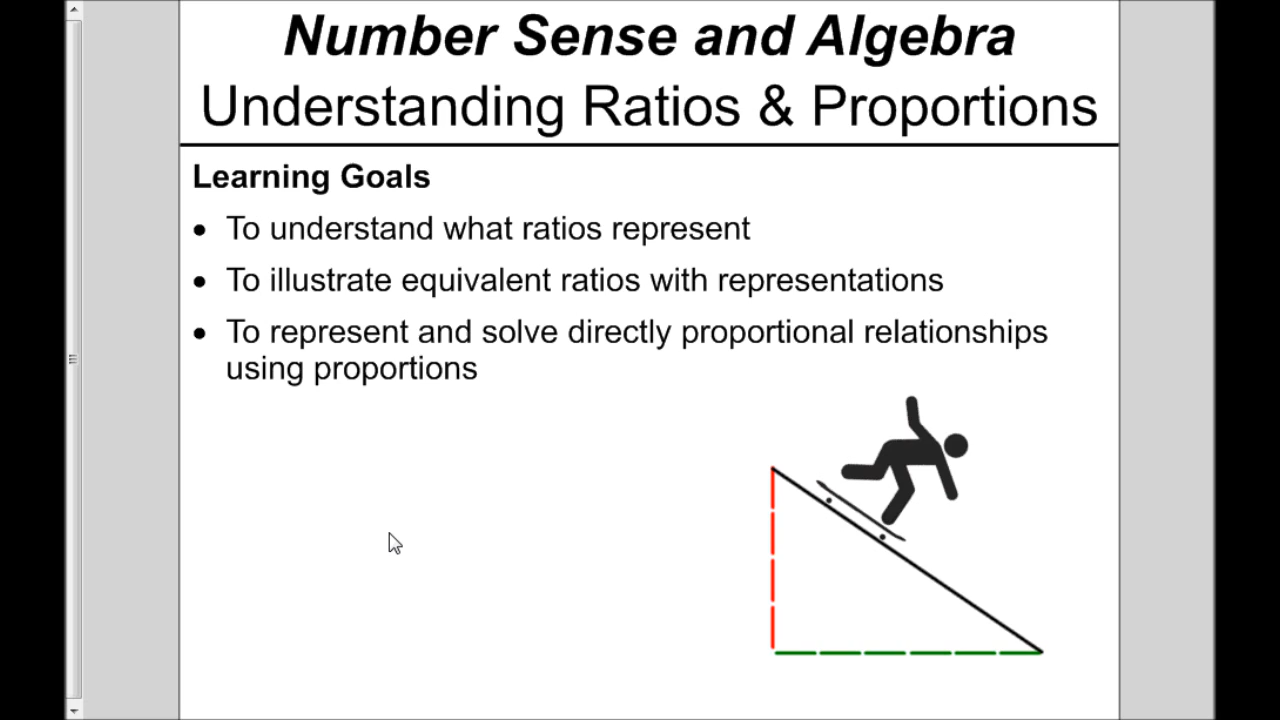 Number Sense and Algebra
Understanding Ratios & Proportions
Learning Goals
• To understand what ratios represent
• To illustrate equivalent ratios with representations
• To represent and solve directly proportional relationships
using proportions